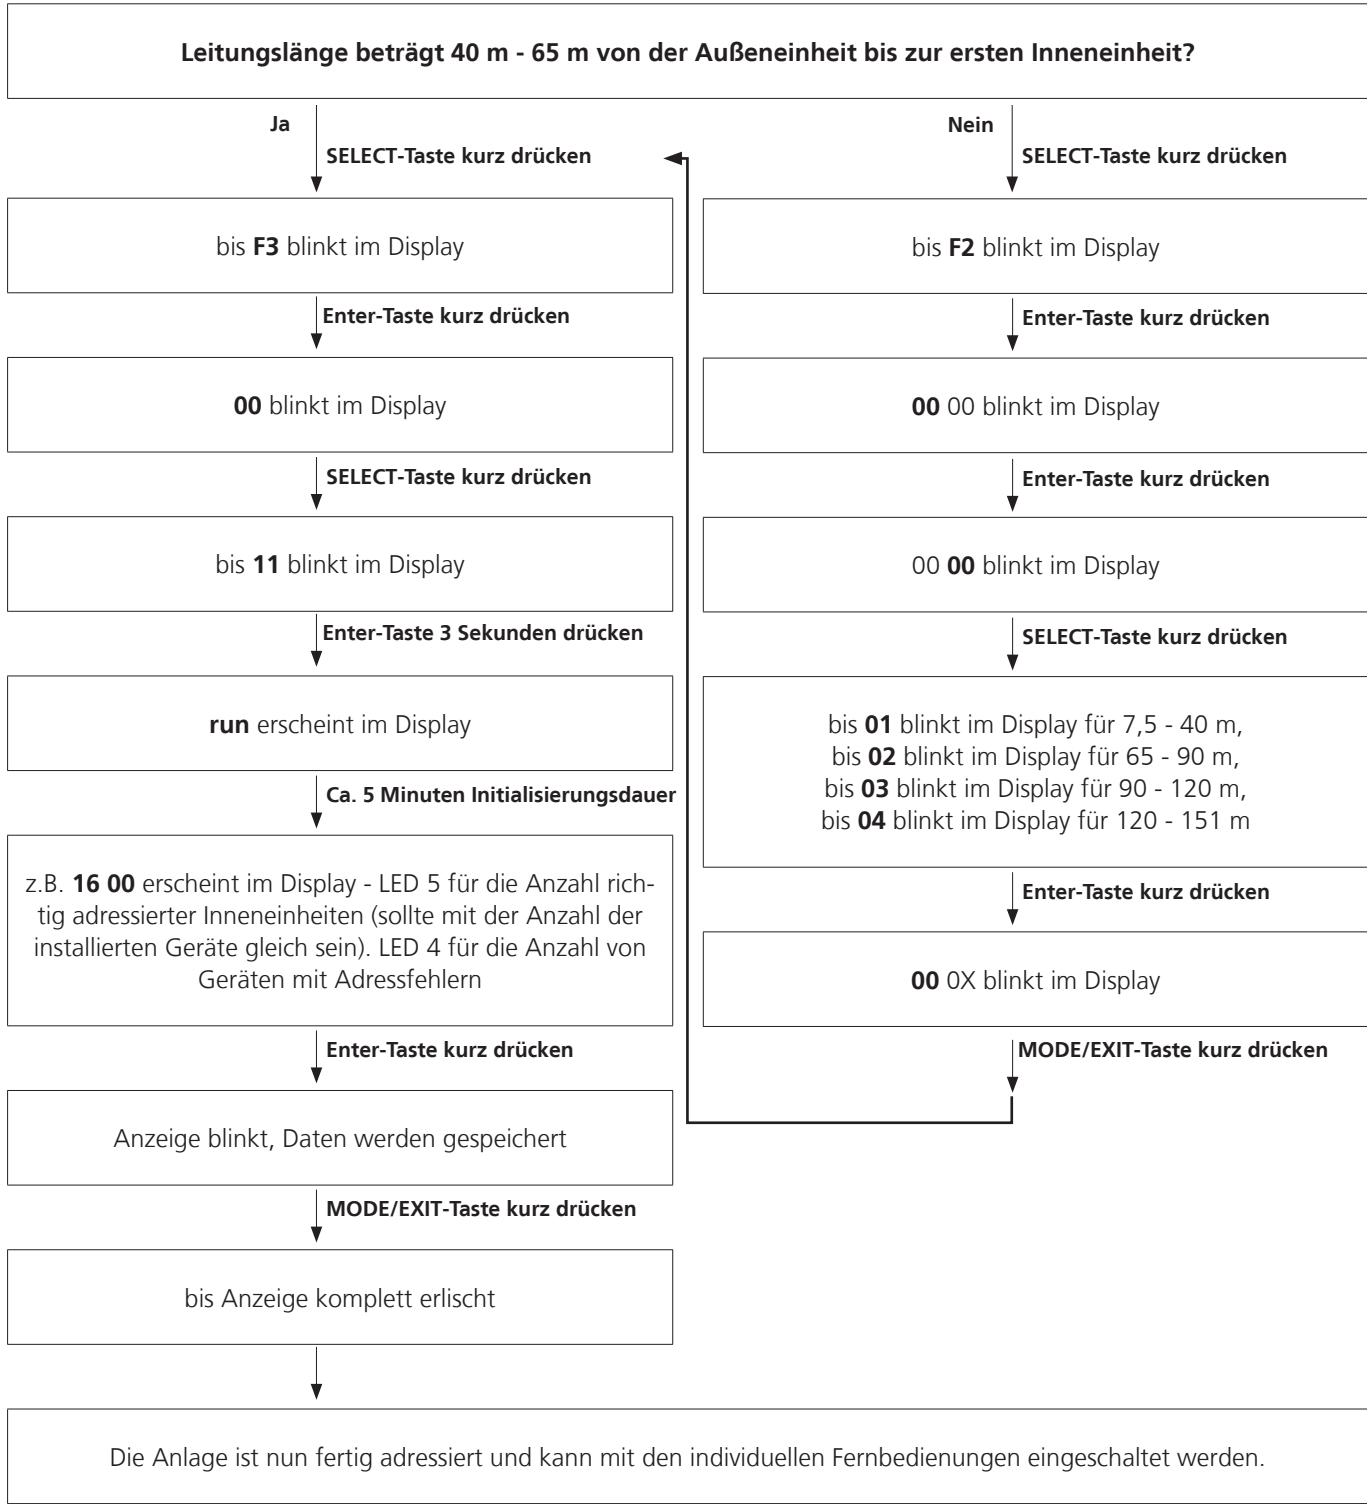 Leitungslänge beträgt 40 m - 65 m von der Außeneinheit bis zur ersten Inneneinheit?
Ja
SELECT-Taste kurz drücken
bis F3 blinkt im Display
Enter-Taste kurz drücken
00 blinkt im Display
SELECT-Taste kurz drücken
bis 11 blinkt im Display
Enter-Taste 3 Sekunden drücken
run erscheint im Display
Ca. 5 Minuten Initialisierungsdauer
z.B. 16 00 erscheint im Display - LED 5 für die Anzahl rich-
tig adressierter Inneneinheiten (sollte mit der Anzahl der
installierten Geräte gleich sein). LED 4 für die Anzahl von
Geräten mit Adressfehlern
Enter-Taste kurz drücken
Anzeige blinkt, Daten werden gespeichert
MODE/EXIT-Taste kurz drücken
bis Anzeige komplett erlischt
Nein
SELECT-Taste kurz drücken
bis F2 blinkt im Display
Enter-Taste kurz drücken
00 00 blinkt im Display
Enter-Taste kurz drücken
00 00 blinkt im Display
SELECT-Taste kurz drücken
bis 01 blinkt im Display für 7,5 - 40 m,
bis 02 blinkt im Display für 65 - 90 m,
bis 03 blinkt im Display für 90 - 120 m,
bis 04 blinkt im Display für 120 - 151 m
Enter-Taste kurz drücken
00 0X blinkt im Display
MODE/EXIT-Taste kurz drücken
Die Anlage ist nun fertig adressiert und kann mit den individuellen Fernbedienungen eingeschaltet werden.